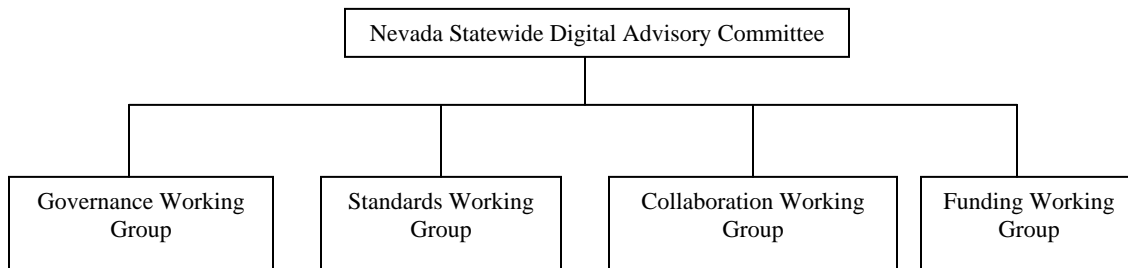 Nevada Statewide Digital Advisory Committee
Governance Working
Group
Standards Working
Group
Collaboration Working
Group
Funding Working
Group